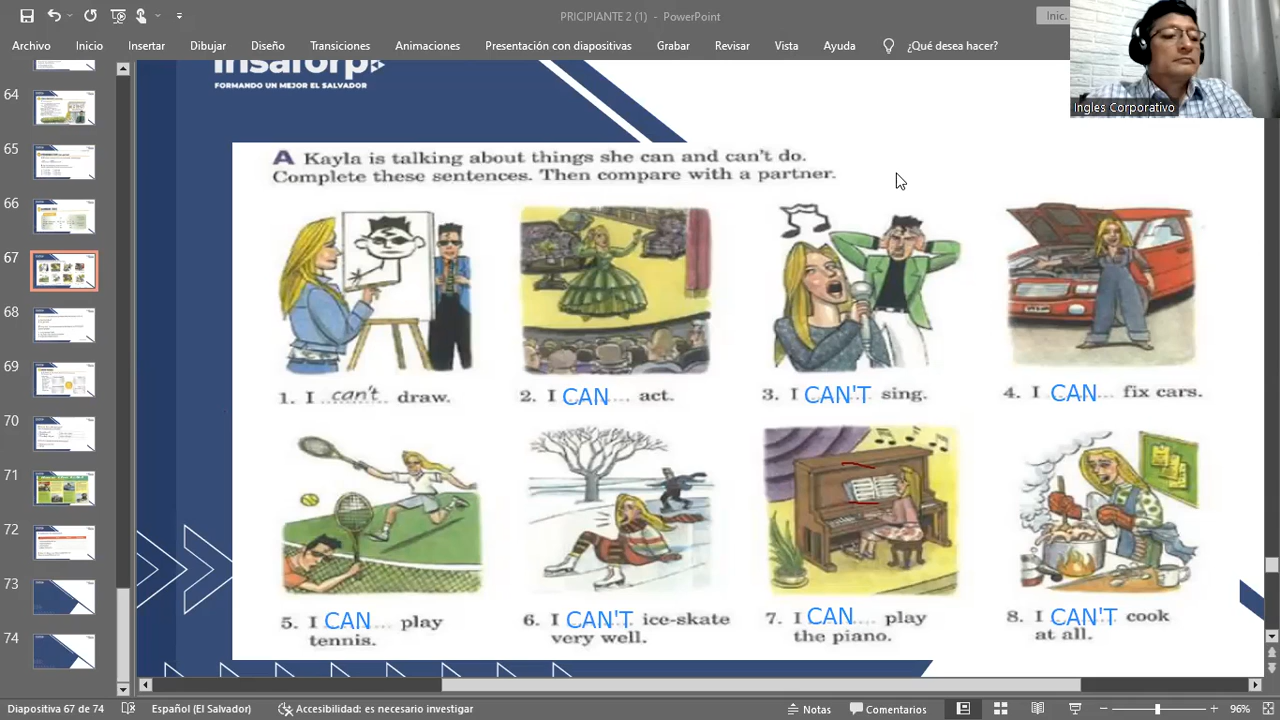 PRICIPIANTE 2 (1) - PowerPoint
Inic.
Archivo Inicio Insertar Dibujar Diseño Transiciones Presentación de diapositivas Grabar Revisar Vista Ayuda ¿Qué desea hacer?
Ingles Corporativo
insaforp
FORMANDO UN MEJOR EL SALVADOR
64
65
66
67
68
69
70
71
72
73
74
A Kayla is talking about things she can and can't do.
Complete these sentences. Then compare with a partner.
1. I can't draw.
2. I CAN act.
3. I CAN'T sing.
4. I CAN fix cars.
5. I CAN play
tennis.
6. I CAN'T ice-skate
very well.
7. I CAN play
the piano.
8. I CAN'T cook
at all.
Diapositiva 67 de 74 Español (El Salvador) Accesibilidad: es necesario investigar Notas Comentarios 96%